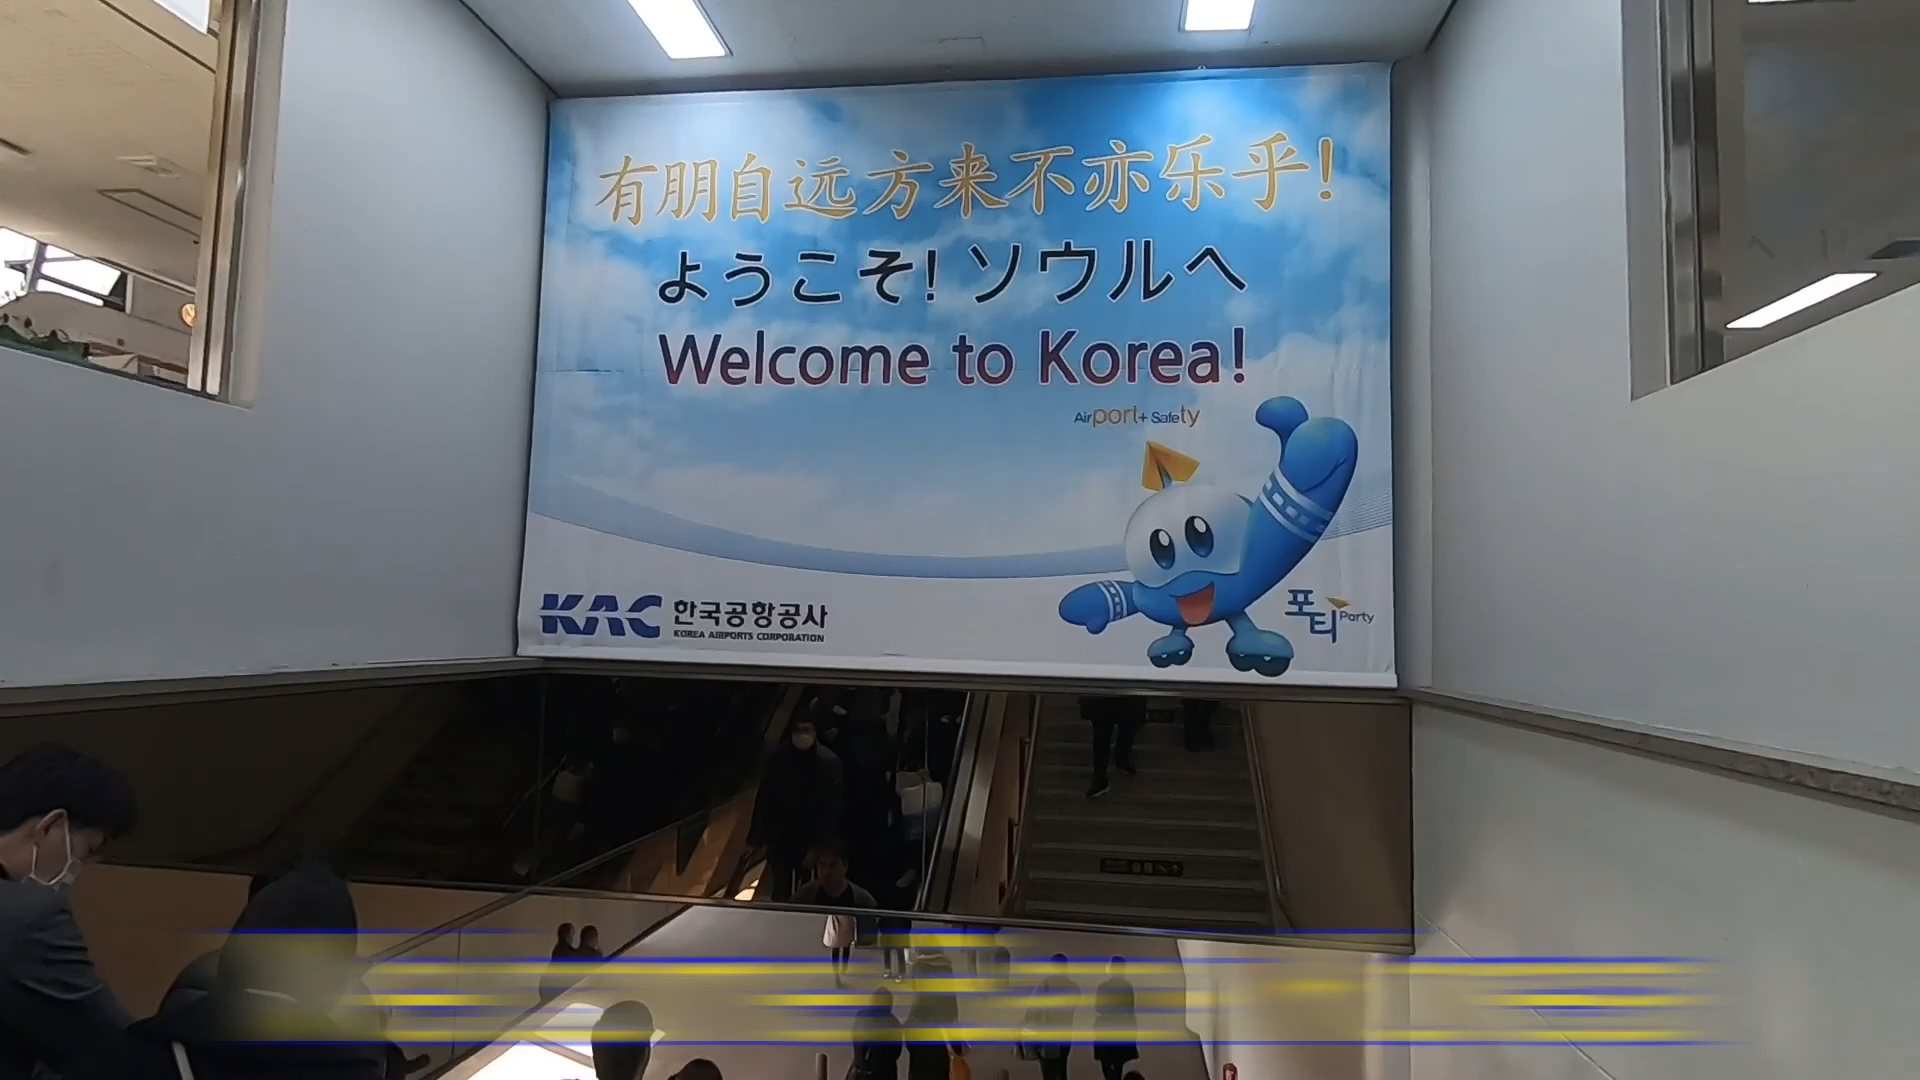 有朋自远方来不亦乐乎!
ようこそ! ソウルへ
Welcome to Korea!
Airport+ Safety
KAC 한국공항공사
KOREA AIRPORTS CORPORATION
포티 Porty